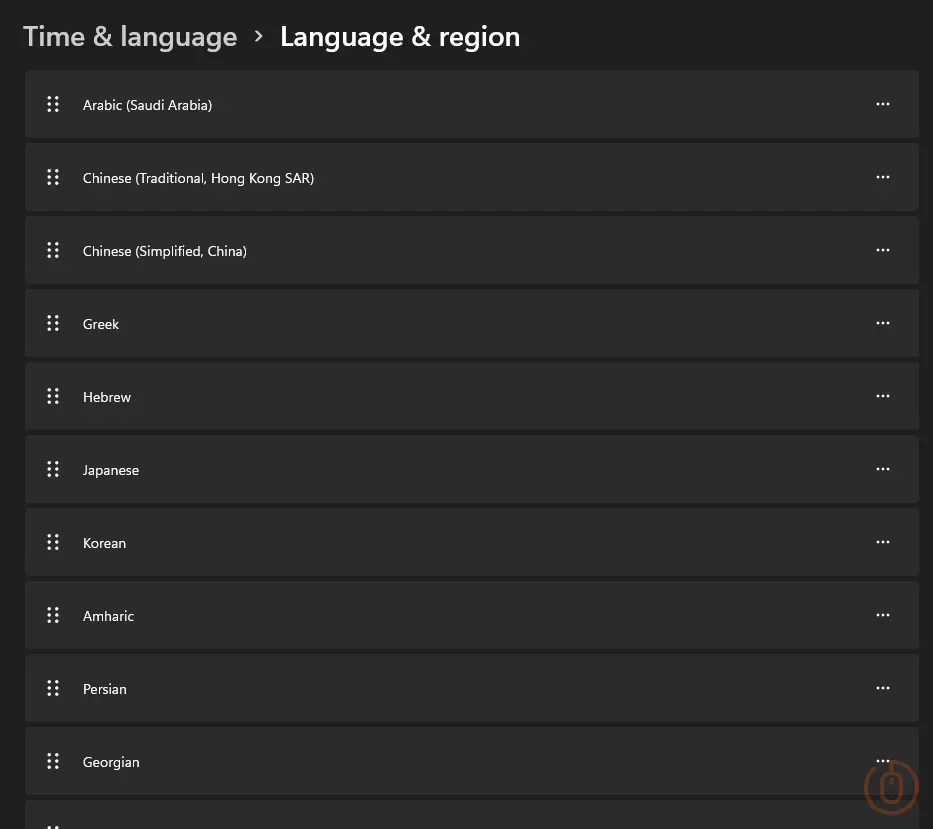 Time & language > Language & region
Arabic (Saudi Arabia)
Chinese (Traditional, Hong Kong SAR)
Chinese (Simplified, China)
Greek
Hebrew
Japanese
Korean
Amharic
Persian
Georgian